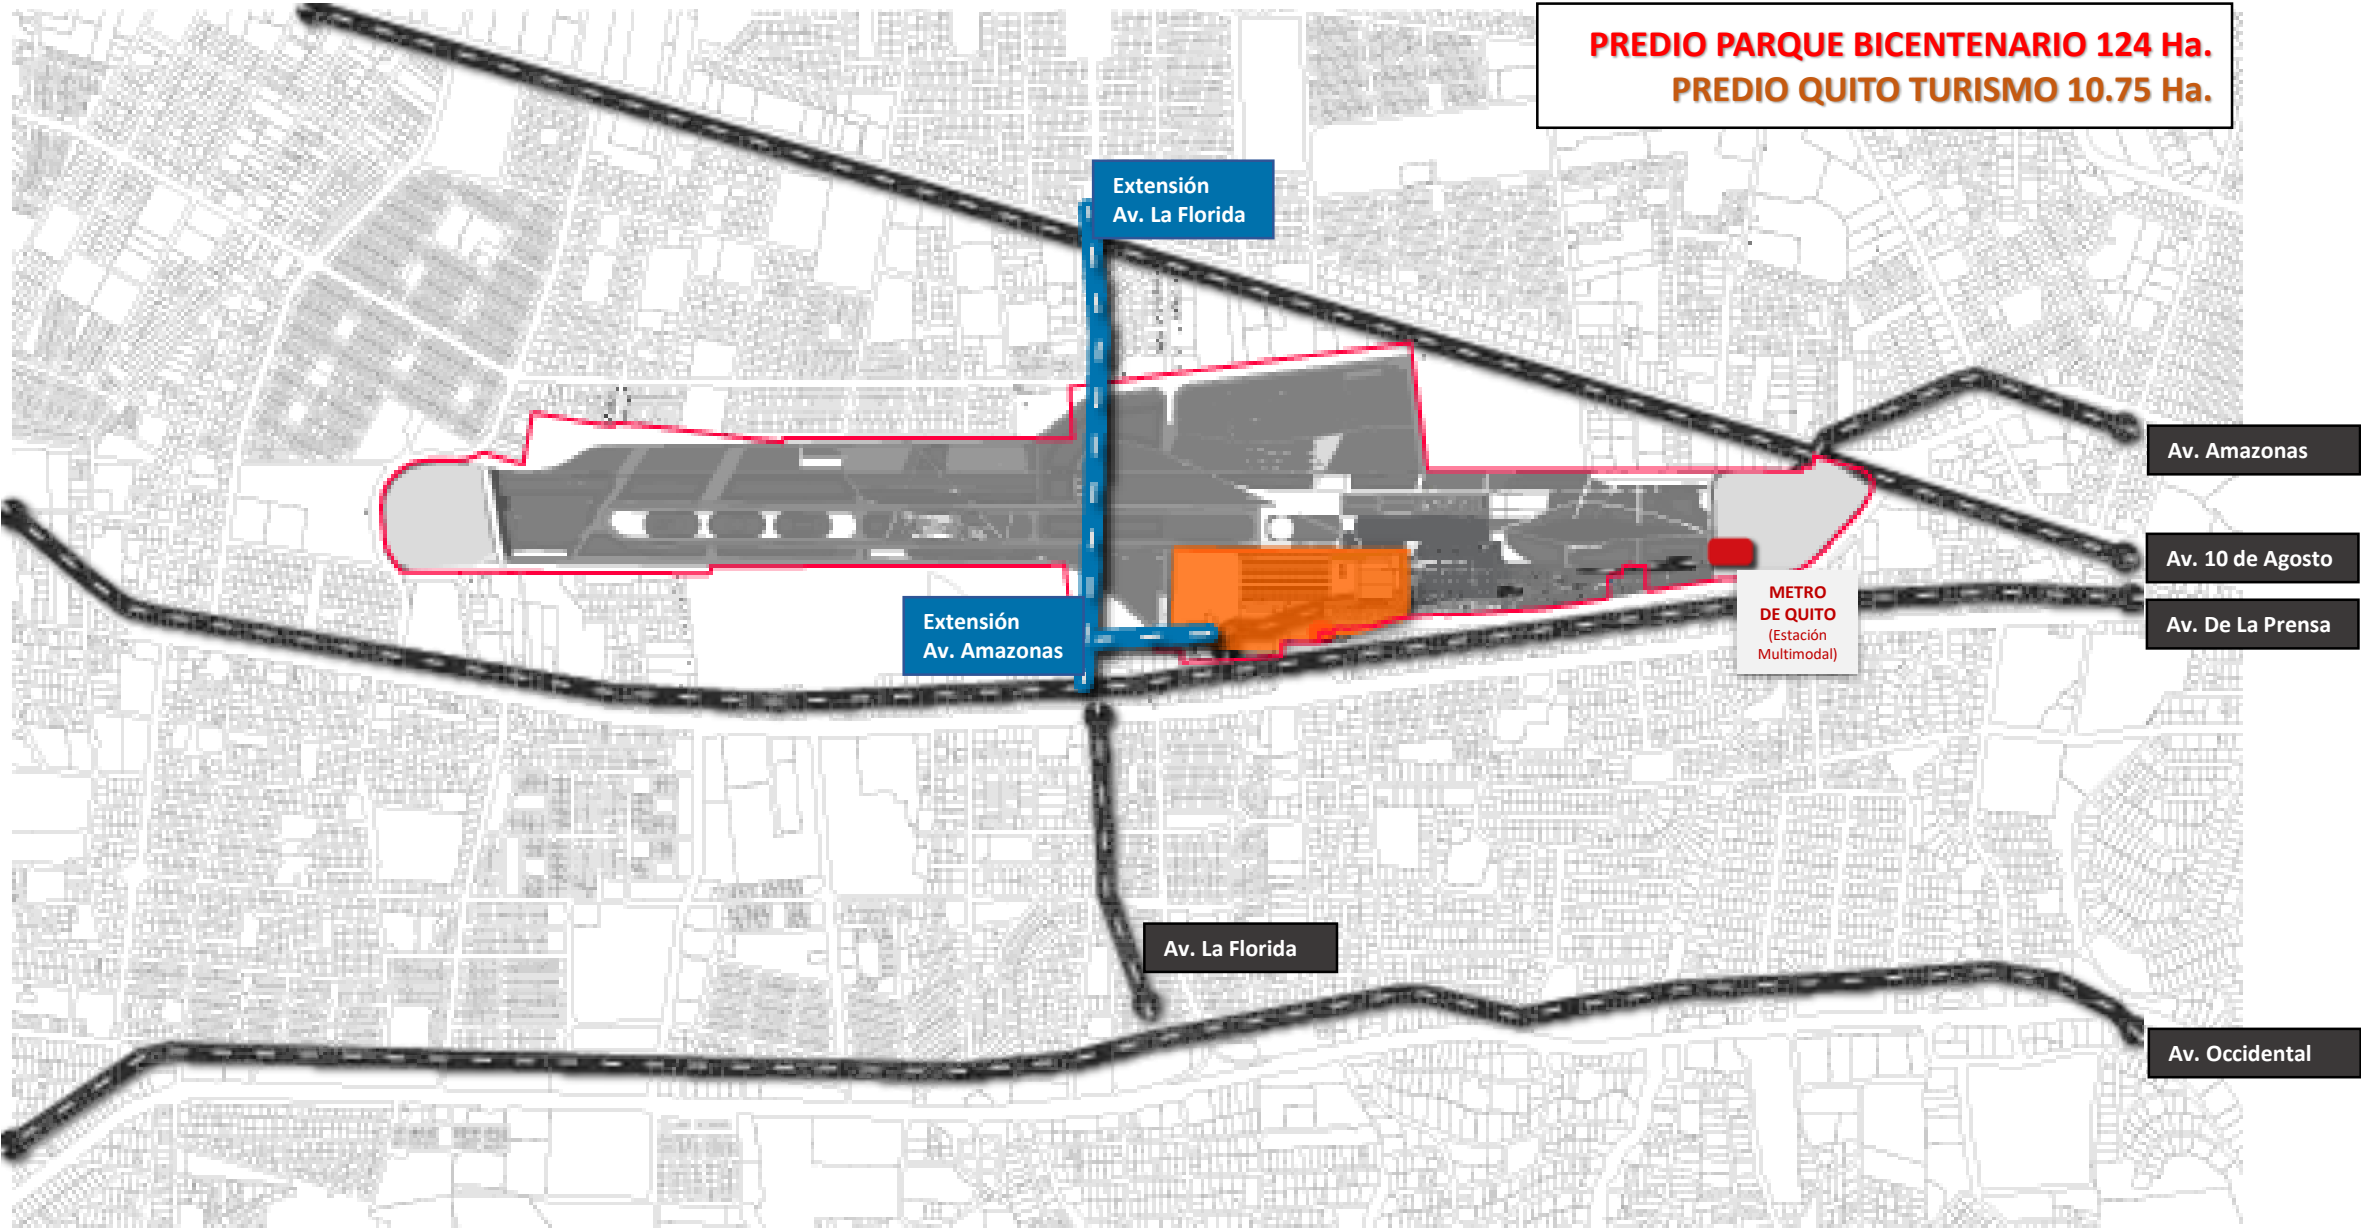 PREDIO PARQUE BICENTENARIO 124 Ha.
PREDIO QUITO TURISMO 10.75 Ha.
Extensión
Av. La Florida
Av. Amazonas
Av. 10 de Agosto
Av. De La Prensa
METRO
DE QUITO
(Estación
Multimodal)
Extensión
Av. Amazonas
Av. La Florida
Av. Occidental